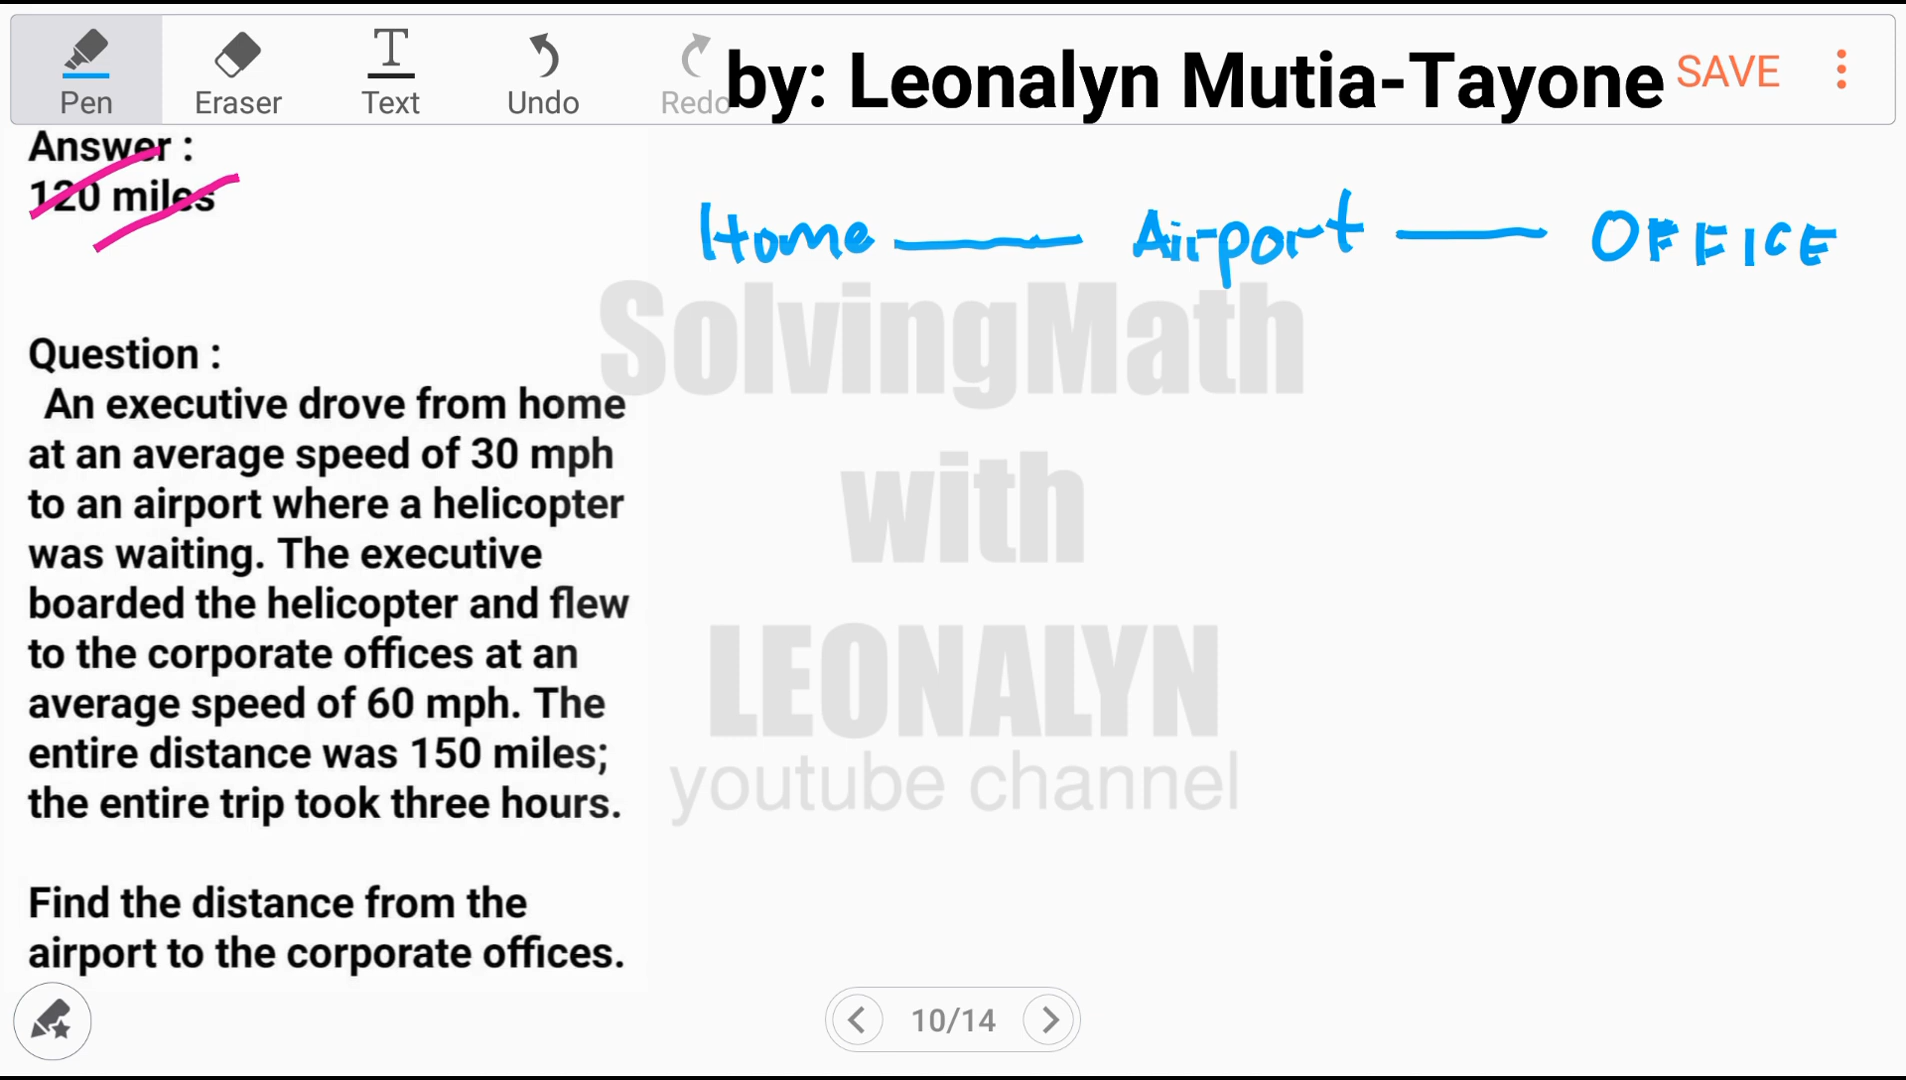 Pen Eraser Text Undo Redo by: Leonalyn Mutia-Tayone SAVE
Answer :
120 miles
Home Airport OFFICE
SolvingMath
with
LEONALYN
youtube channel
Question :
An executive drove from home
at an average speed of 30 mph
to an airport where a helicopter
was waiting. The executive
boarded the helicopter and flew
to the corporate offices at an
average speed of 60 mph. The
entire distance was 150 miles;
the entire trip took three hours.
Find the distance from the
airport to the corporate offices.
10/14